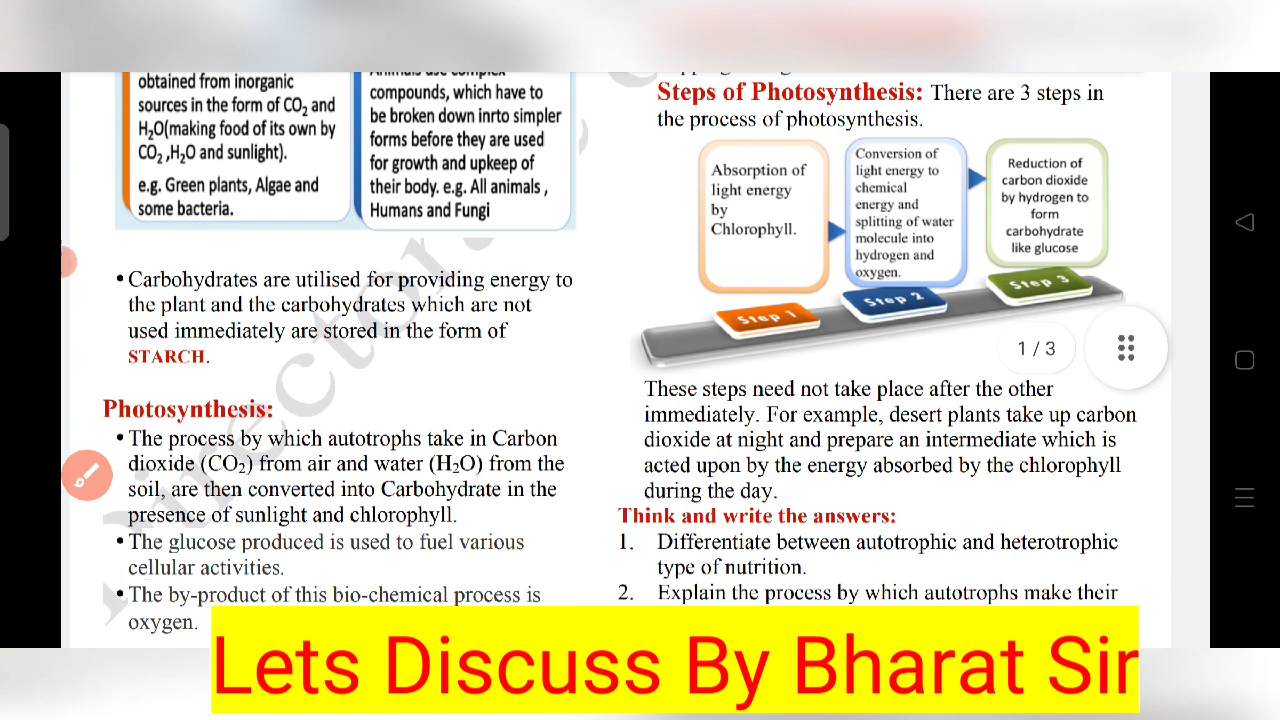 obtained from inorganic
sources in the form of CO₂ and
H₂O(making food of its own by
CO₂ ,H₂O and sunlight).
e.g. Green plants, Algae and
some bacteria.
Animals use complex
compounds, which have to
be broken down inrto simpler
forms before they are used
for growth and upkeep of
their body. e.g. All animals ,
Humans and Fungi
• Carbohydrates are utilised for providing energy to
the plant and the carbohydrates which are not
used immediately are stored in the form of
STARCH.
Photosynthesis:
• The process by which autotrophs take in Carbon
dioxide (CO₂) from air and water (H₂O) from the
soil, are then converted into Carbohydrate in the
presence of sunlight and chlorophyll.
• The glucose produced is used to fuel various
cellular activities.
• The by-product of this bio-chemical process is
oxygen.
Steps of Photosynthesis: There are 3 steps in
the process of photosynthesis.
Absorption of
light energy
by
Chlorophyll.
Conversion of
light energy to
chemical
energy and
splitting of water
molecule into
hydrogen and
oxygen.
Reduction of
carbon dioxide
by hydrogen to
form
carbohydrate
like glucose
Step 1
Step 2
Step 3
1 / 3
These steps need not take place after the other
immediately. For example, desert plants take up carbon
dioxide at night and prepare an intermediate which is
acted upon by the energy absorbed by the chlorophyll
during the day.
Think and write the answers:
1. Differentiate between autotrophic and heterotrophic
type of nutrition.
2. Explain the process by which autotrophs make their
Lets Discuss By Bharat Sir